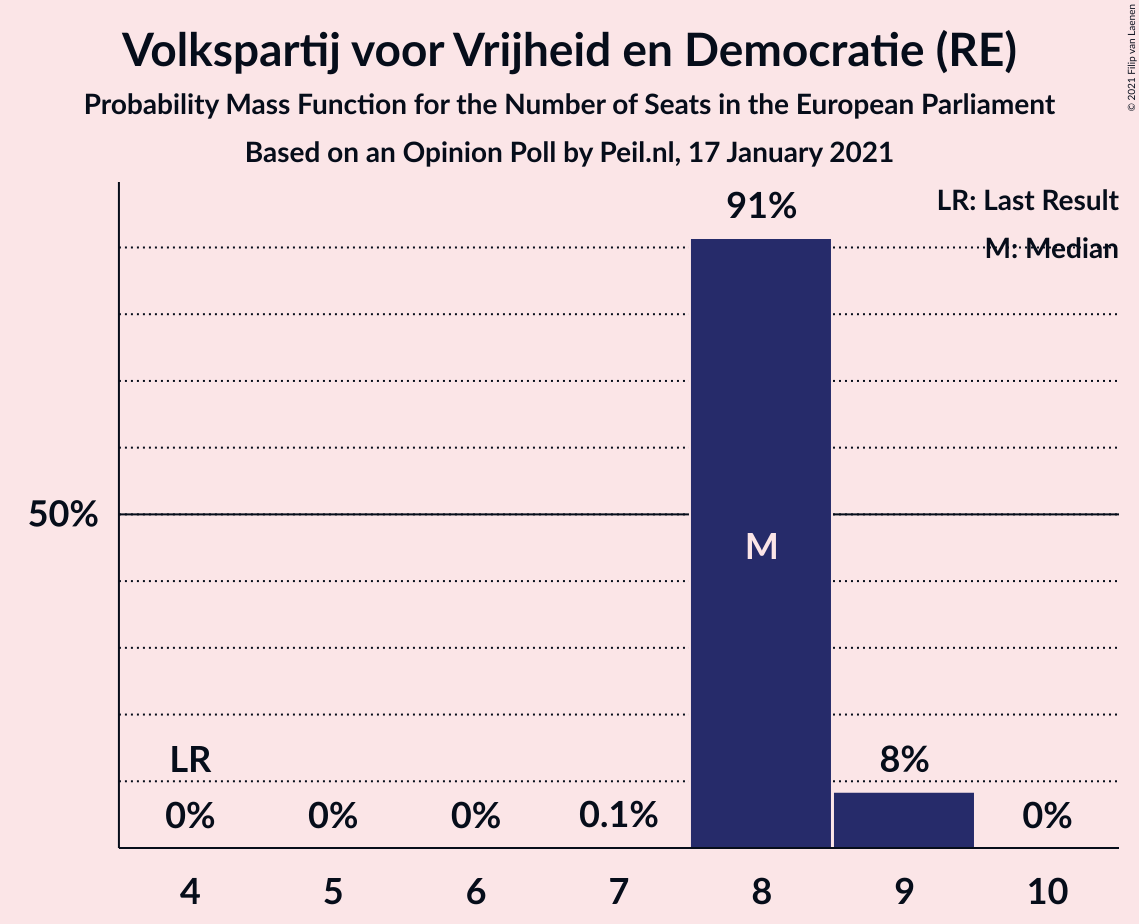 Volkspartij voor Vrijheid en Democratie (RE)
Probability Mass Function for the Number of Seats in the European Parliament
Based on an Opinion Poll by Peil.nl, 17 January 2021
© 2021 Filip van Laenen
LR: Last Result
M: Median
91%
50%
M
LR
8%
0% 0% 0% 0.1% 0%
4 5 6 7 8 9 10